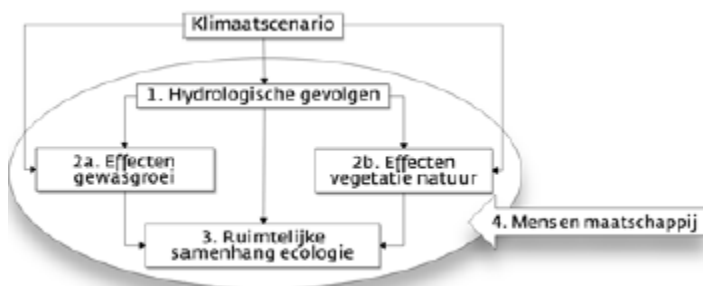 Klimaatscenario
1. Hydrologische gevolgen
2a. Effecten
gewasgroei
2b. Effecten
vegetatie natuur
3. Ruimtelijke
samenhang ecologie
4. Mens en maatschappij